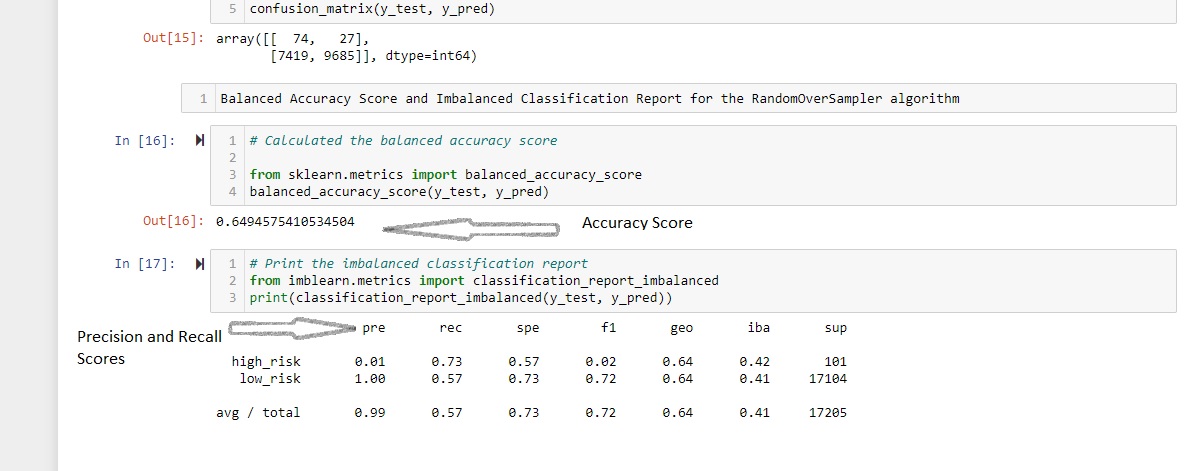 5 confusion_matrix(y_test, y_pred)
Out[15]: array([[ 74, 27],
[7419, 9685]], dtype=int64)
1 Balanced Accuracy Score and Imbalanced Classification Report for the RandomOverSampler algorithm
In [16]: 1 # Calculated the balanced accuracy score
2
3 from sklearn.metrics import balanced_accuracy_score
4 balanced_accuracy_score(y_test, y_pred)
Out[16]: 0.6494575410534504 Accuracy Score
In [17]: 1 # Print the imbalanced classification report
2 from imblearn.metrics import classification_report_imbalanced
3 print(classification_report_imbalanced(y_test, y_pred))
Precision and Recall
Scores
pre rec spe f1 geo iba sup
high_risk 0.01 0.73 0.57 0.02 0.64 0.42 101
low_risk 1.00 0.57 0.73 0.72 0.64 0.41 17104
avg / total 0.99 0.57 0.73 0.72 0.64 0.41 17205